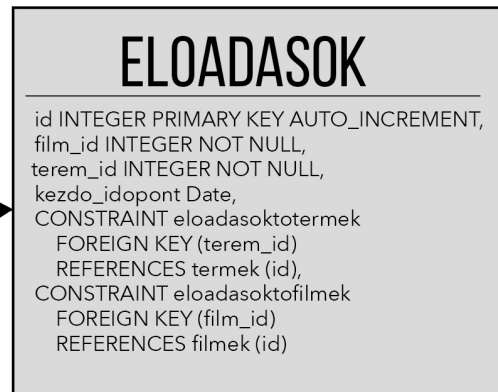 ELOADASOK
id INTEGER PRIMARY KEY AUTO_INCREMENT,
film_id INTEGER NOT NULL,
terem_id INTEGER NOT NULL,
kezdo_idopont Date,
CONSTRAINT eloadasoktotermek
FOREIGN KEY (terem_id)
REFERENCES termek (id),
CONSTRAINT eloadasoktofilmek
FOREIGN KEY (film_id)
REFERENCES filmek (id)